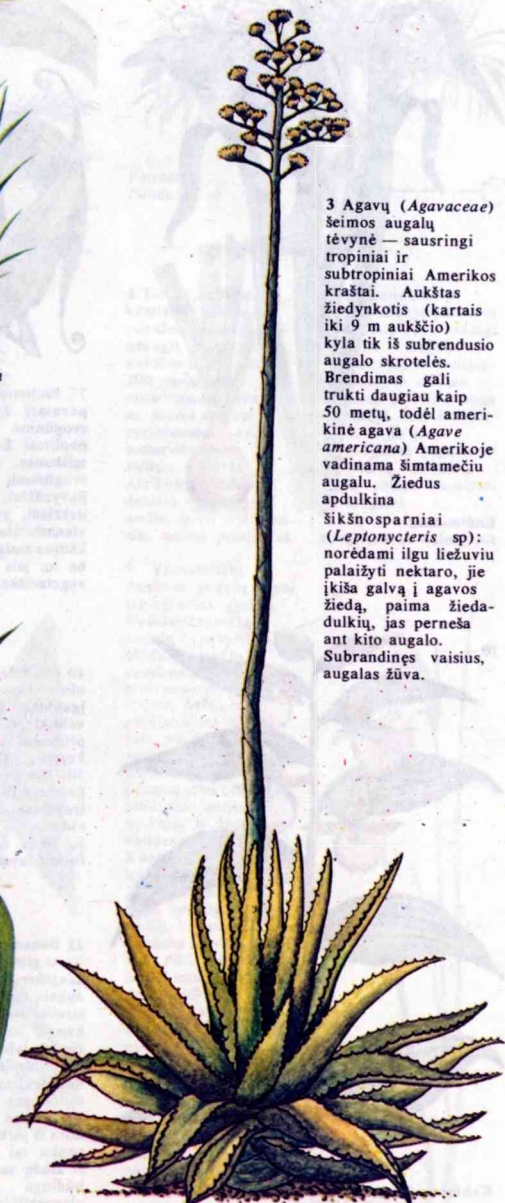 3 Agavų (Agavaceae)
šeimos augalų
tėvynė — sausringi
tropiniai ir
subtropiniai Amerikos
kraštai. Aukštas
žiedynkotis (kartais
iki 9 m aukščio)
kyla tik iš subrendusio
augalo skrotelės.
Brendimas gali
trukti daugiau kaip
50 metų, todėl ameri-
kinė agava (Agave
americana) Amerikoje
vadinama šimtamečiu
augalu. Žiedus
apdulkina
šikšnosparniai
(Leptonycteris sp):
norėdami ilgu liežuviu
palaižyti nektaro, jie
įkiša galvą į agavos
žiedą, paima žieda-
dulkių, jas perneša
ant kito augalo.
Subrandinęs vaisius,
augalas žūva.